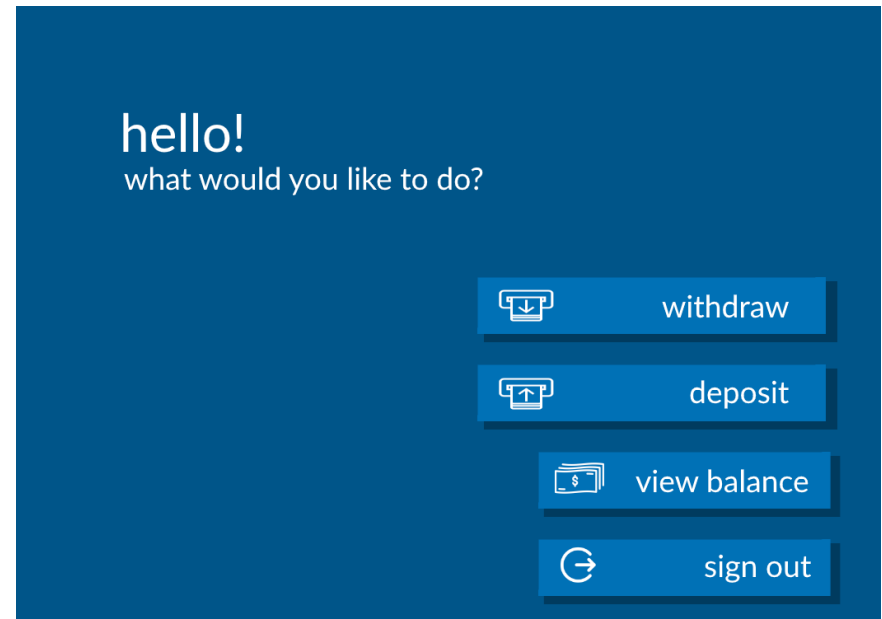 hello!
what would you like to do?
withdraw
deposit
$
view balance
sign out